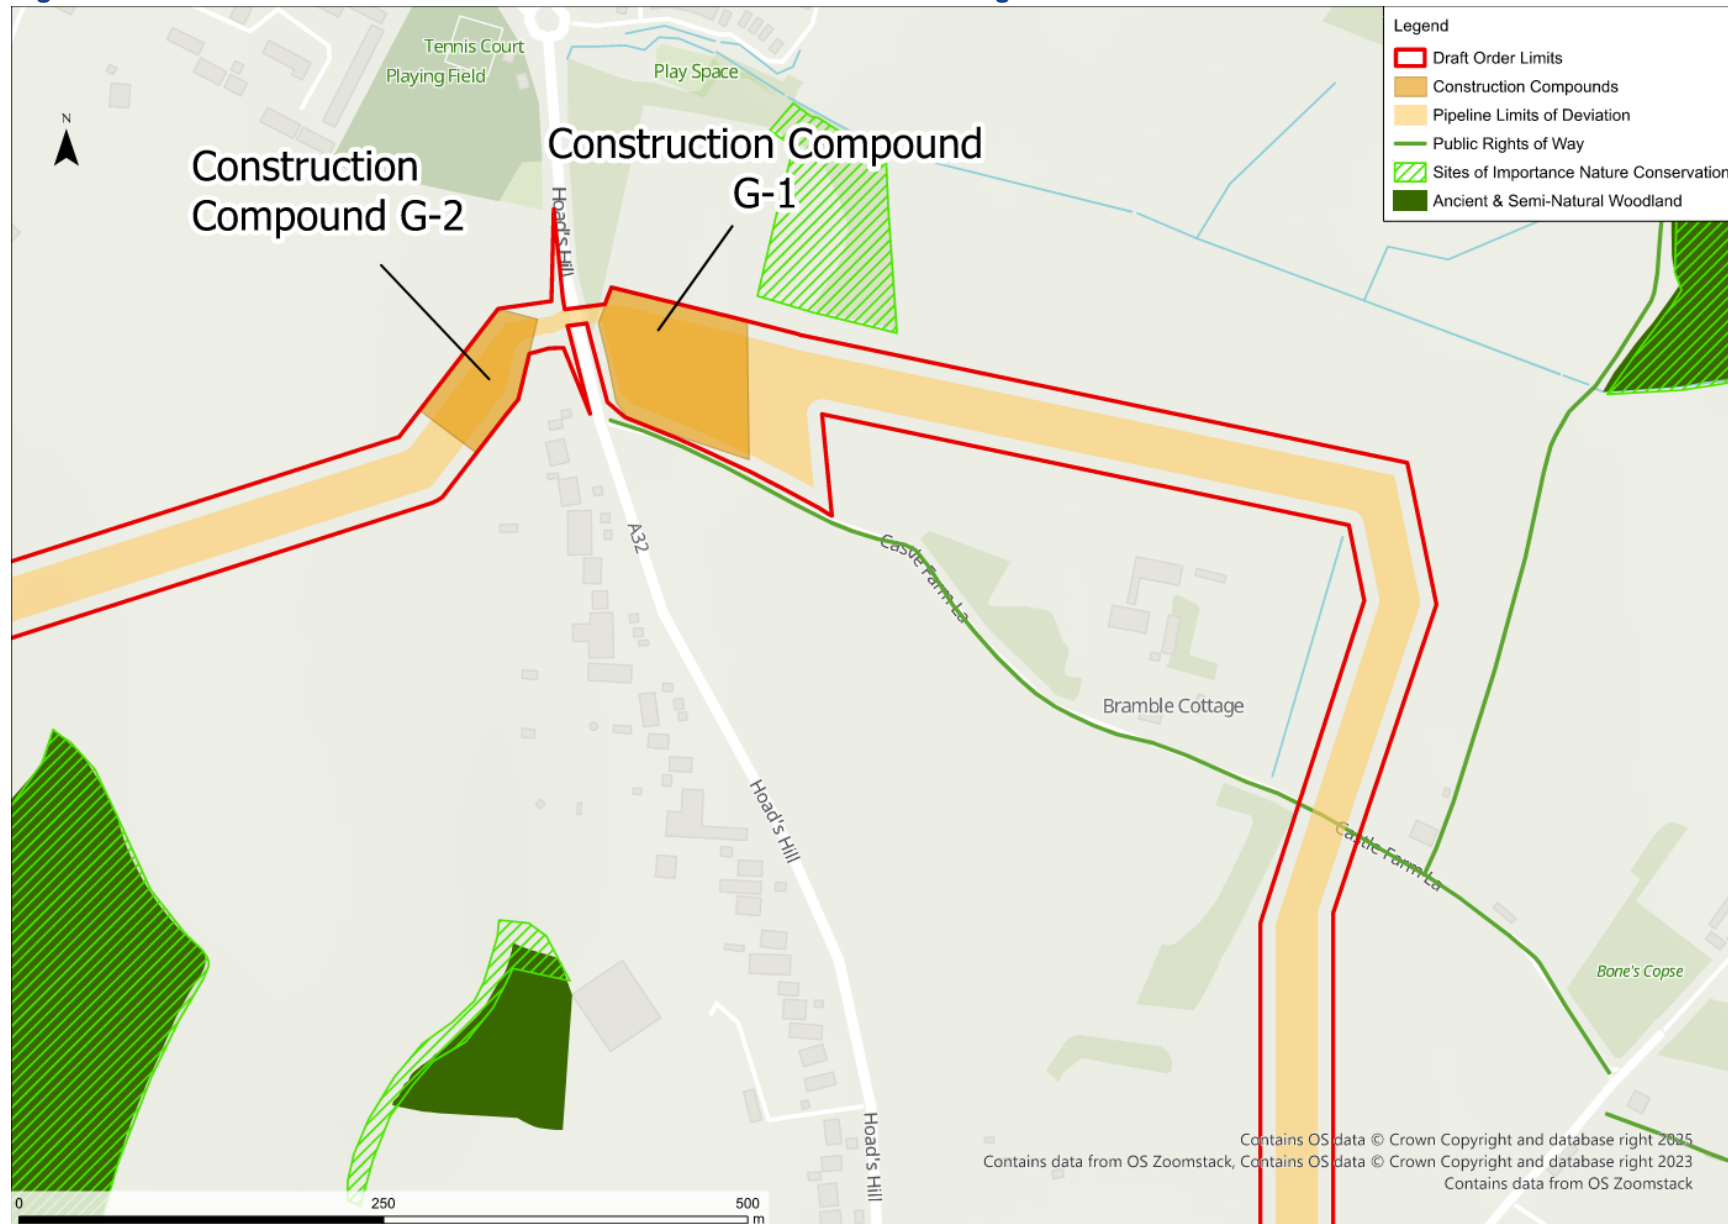 Tennis Court
Playing Field
Play Space
N
Construction
Compound G-2
Construction Compound
G-1
Hoad's Hill
Legend
Draft Order Limits
Construction Compounds
Pipeline Limits of Deviation
Public Rights of Way
Sites of Importance Nature Conservation
Ancient & Semi-Natural Woodland
A32
Castle Farm La
Bramble Cottage
Hoad's Hill
Castle Farm La
Bone's Copse
Hoad's Hill
Contains OS data © Crown Copyright and database right 2025
Contains data from OS Zoomstack, Contains OS data © Crown Copyright and database right 2023
Contains data from OS Zoomstack
0 250 500
m